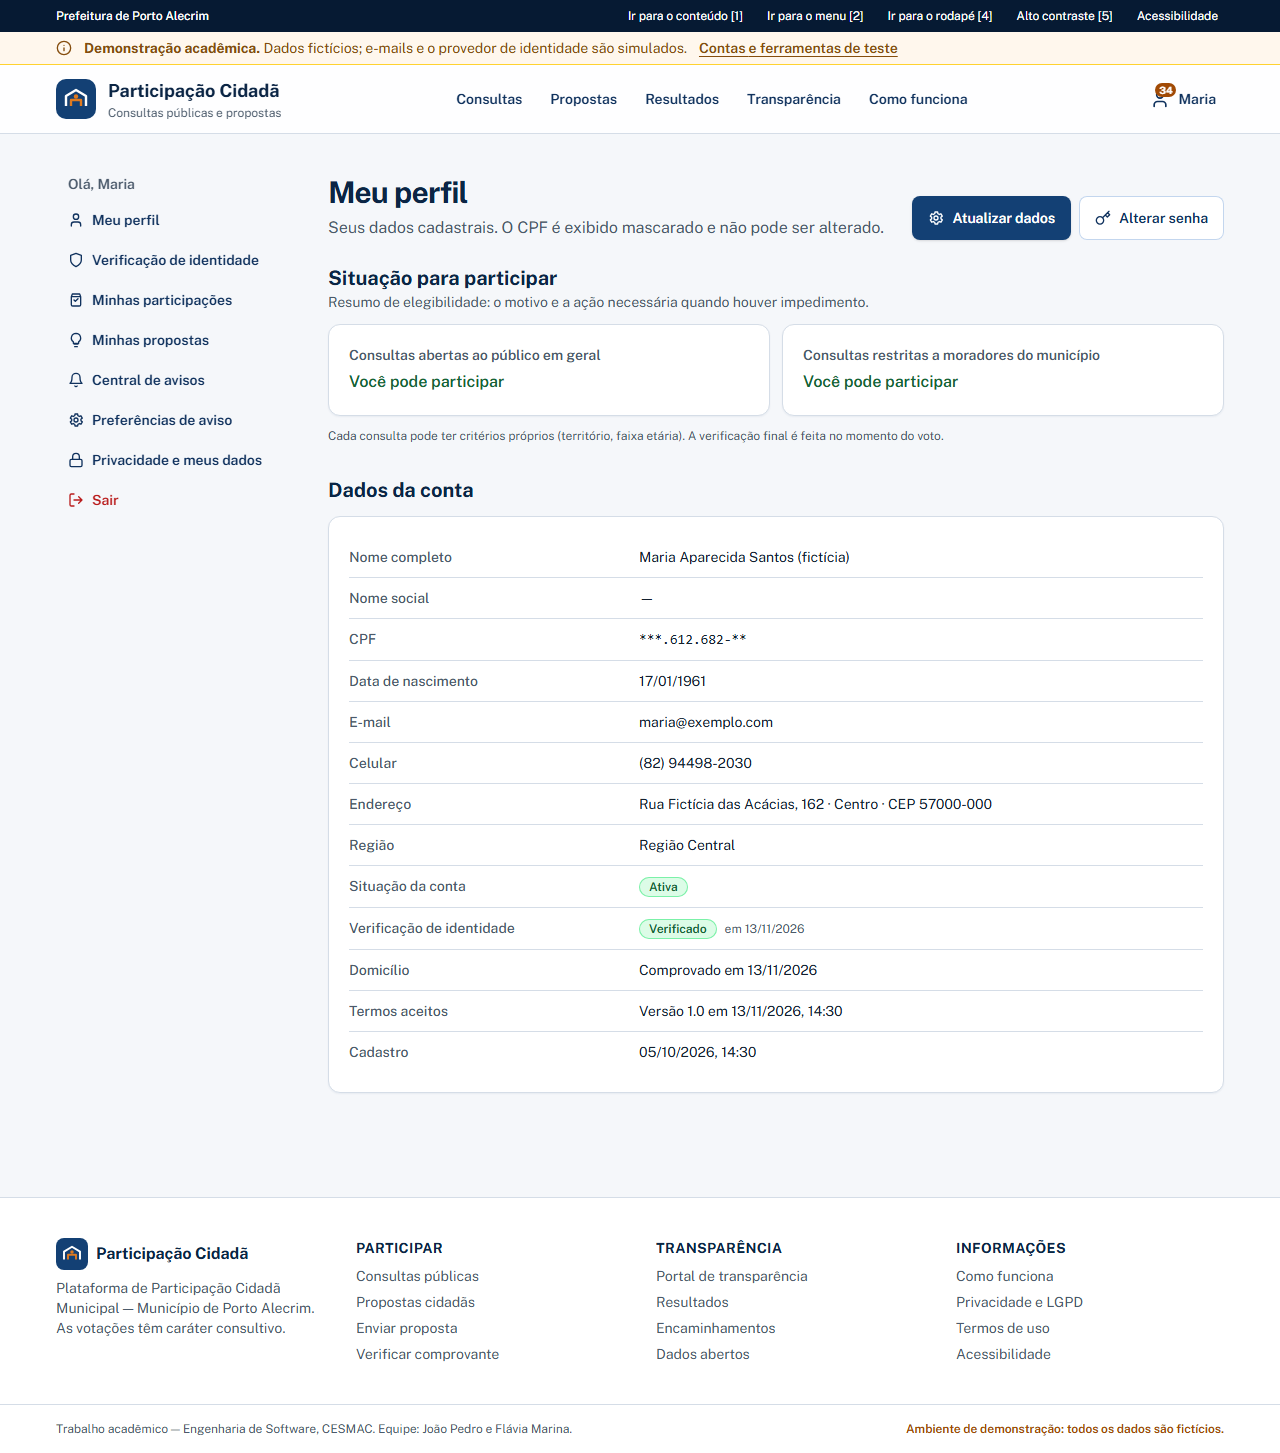 Prefeitura de Porto Alecrim
Ir para o conteúdo [1]
Ir para o menu [2]
Ir para o rodapé [4]
Alto contraste [5]
Acessibilidade
Demonstração acadêmica. Dados fictícios; e-mails e o provedor de identidade são simulados. Contas e ferramentas de teste
Participação Cidadã
Consultas públicas e propostas
Consultas
Propostas
Resultados
Transparência
Como funciona
34
Maria
Olá, Maria
Meu perfil
Verificação de identidade
Minhas participações
Minhas propostas
Central de avisos
Preferências de aviso
Privacidade e meus dados
Sair
Meu perfil
Seus dados cadastrais. O CPF é exibido mascarado e não pode ser alterado.
Atualizar dados
Alterar senha
Situação para participar
Resumo de elegibilidade: o motivo e a ação necessária quando houver impedimento.
Consultas abertas ao público em geral
Você pode participar
Consultas restritas a moradores do município
Você pode participar
Cada consulta pode ter critérios próprios (território, faixa etária). A verificação final é feita no momento do voto.
Dados da conta
Nome completo
Maria Aparecida Santos (fictícia)
Nome social
—
CPF
***.612.682-**
Data de nascimento
17/01/1961
E-mail
maria@exemplo.com
Celular
(82) 94498-2030
Endereço
Rua Fictícia das Acácias, 162 · Centro · CEP 57000-000
Região
Região Central
Situação da conta
Ativa
Verificação de identidade
Verificado em 13/11/2026
Domicílio
Comprovado em 13/11/2026
Termos aceitos
Versão 1.0 em 13/11/2026, 14:30
Cadastro
05/10/2026, 14:30
Participação Cidadã
Plataforma de Participação Cidadã
Municipal — Município de Porto Alecrim.
As votações têm caráter consultivo.
PARTICIPAR
Consultas públicas
Propostas cidadãs
Enviar proposta
Verificar comprovante
TRANSPARÊNCIA
Portal de transparência
Resultados
Encaminhamentos
Dados abertos
INFORMAÇÕES
Como funciona
Privacidade e LGPD
Termos de uso
Acessibilidade
Trabalho acadêmico — Engenharia de Software, CESMAC. Equipe: João Pedro e Flávia Marina.
Ambiente de demonstração: todos os dados são fictícios.